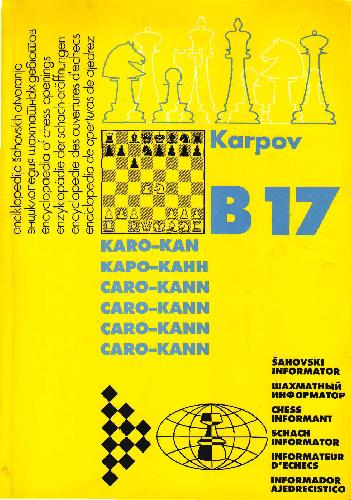 enciklopedija šahovskih otvaranja
энциклопедия шахматных дебютов
encyclopaedia of chess openings
enzyklopädie der schach-eröffnungen
encyclopédie des ouvertures d'echecs
enciclopedia de aperturas de ajedrez
Karpov
B 17
KARO-KAN
КАРО-КАНН
CARO-KANN
CARO-KANN
CARO-KANN
CARO-KANN
ŠAHOVSKI
INFORMATOR
ШАХМАТНЫЙ
ИНФОРМАТОР
CHESS
INFORMANT
SCHACH
INFORMATOR
INFORMATEUR
D'ECHECS
INFORMADOR
AJEDRECISTICO